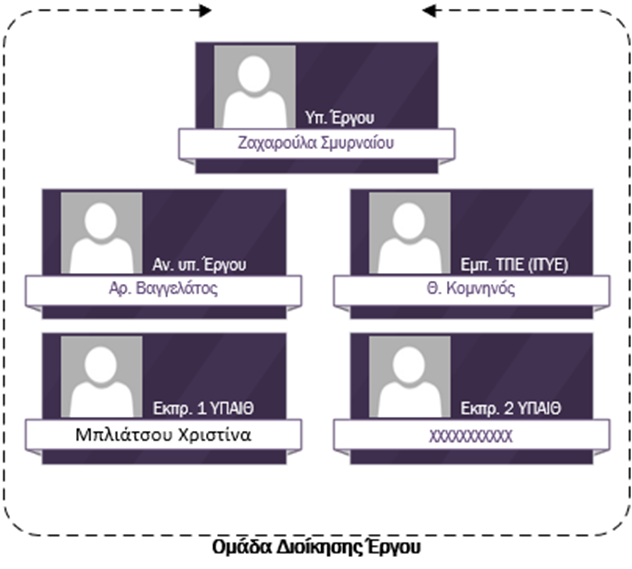 Υπ. Έργου
Ζαχαρούλα Σμυρναίου
Αν. υπ. Έργου
Αρ. Βαγγελάτος
Εμπ. ΤΠΕ (ΙΤΥΕ)
Θ. Κομνηνός
Εκπρ. 1 ΥΠΑΙΘ
Μπλιάτσου Χριστίνα
Εκπρ. 2 ΥΠΑΙΘ
χχχχχχχχχχχ
Ομάδα Διοίκησης Έργου